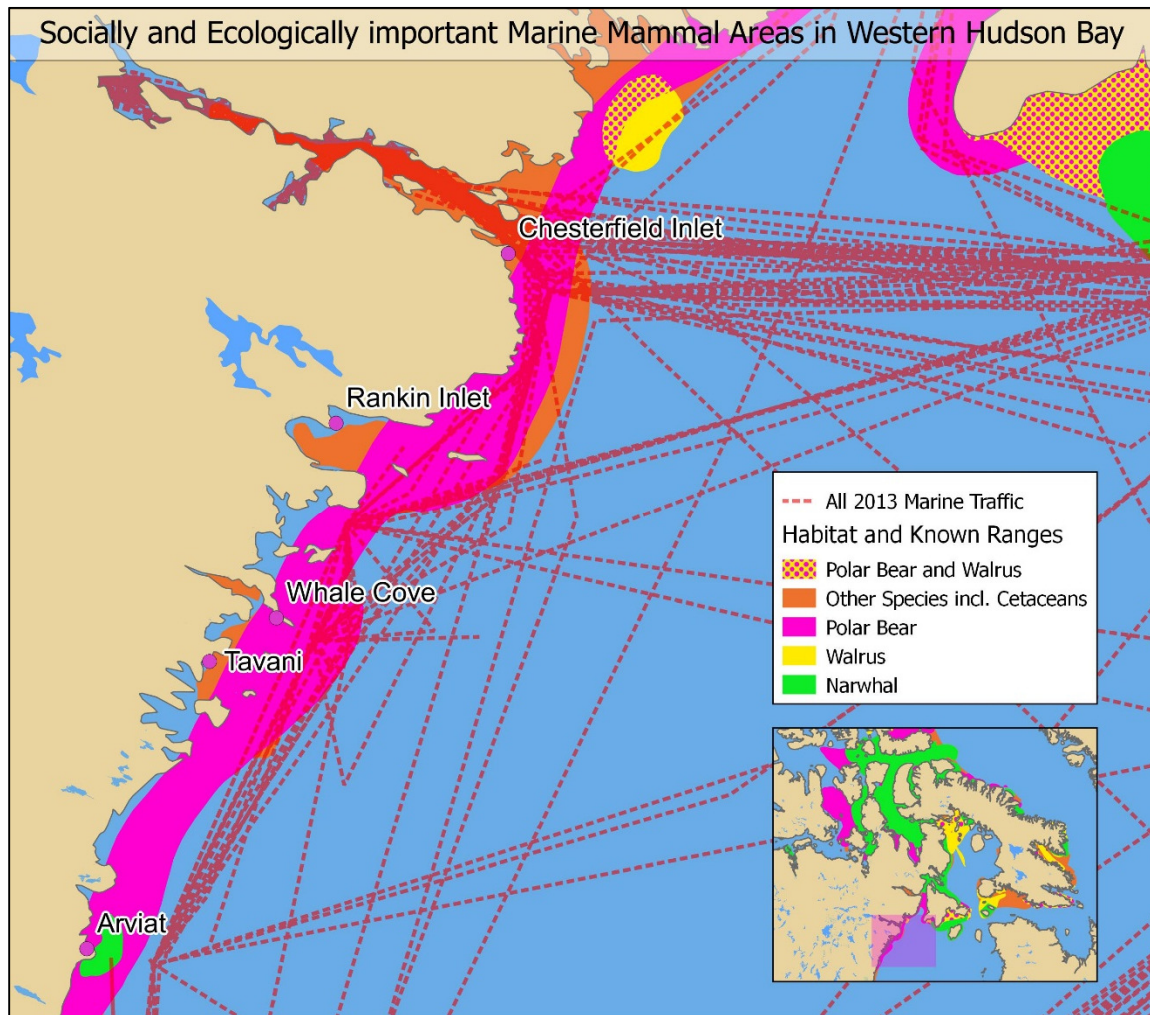 Socially and Ecologically important Marine Mammal Areas in Western Hudson Bay
Chesterfield Inlet
Rankin Inlet
Whale Cove
Tavani
Arviat
All 2013 Marine Traffic
Habitat and Known Ranges
Polar Bear and Walrus
Other Species incl. Cetaceans
Polar Bear
Walrus
Narwhal